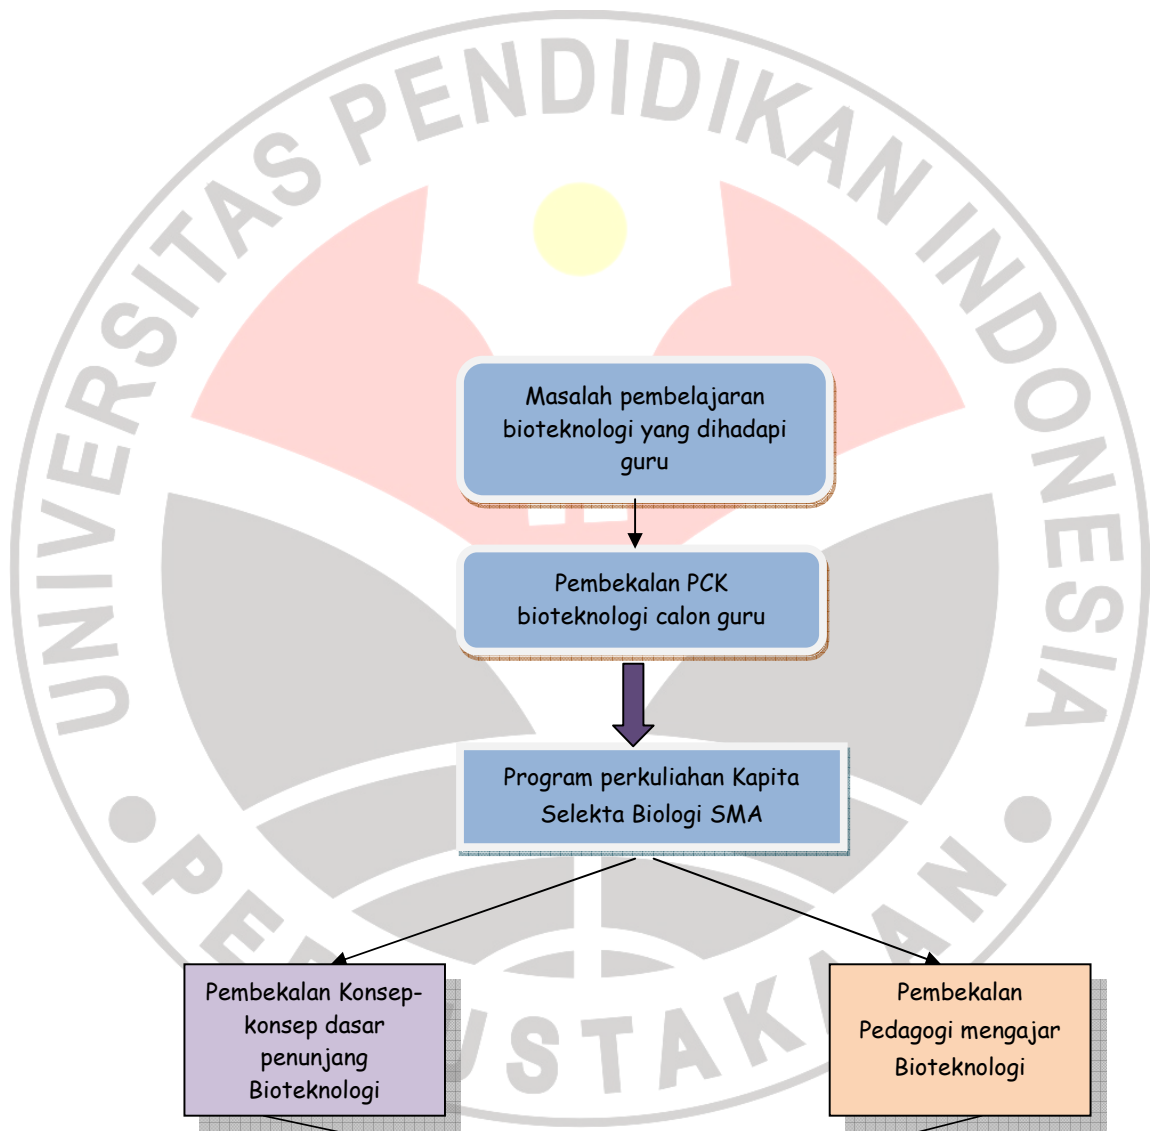 UNIVERSITAS PENDIDIKAN INDONESIA
Masalah pembelajaran
bioteknologi yang dihadapi
guru
Pembekalan PCK
bioteknologi calon guru
Program perkuliahan Kapita
Selekta Biologi SMA
Pembekalan Konsep-
konsep dasar
penunjang
Bioteknologi
Pembekalan
Pedagogi mengajar
Bioteknologi
PERPUSTAKAAN